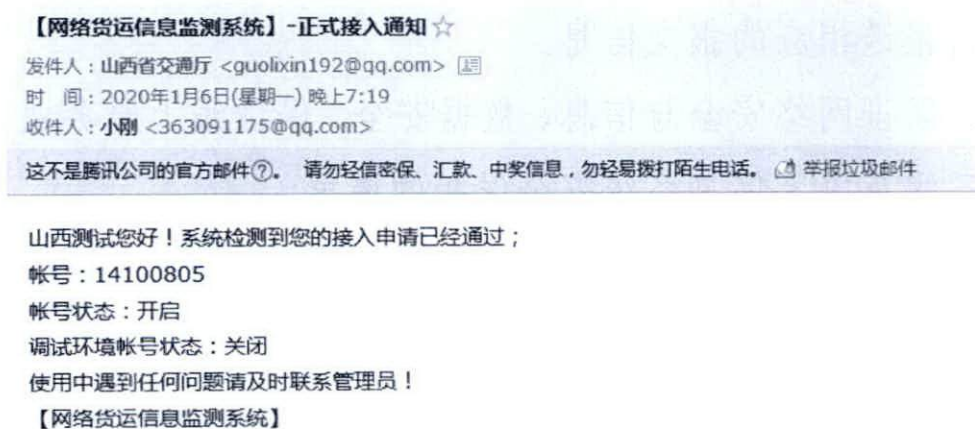 【网络货运信息监测系统】-正式接入通知☆
发件人：山西省交通厅 <guolixin192@qq.com>
时 间：2020年1月6日(星期一) 晚上7:19
收件人：小刚 <363091175@qq.com>
这不是腾讯公司的官方邮件?。 请勿轻信密保、汇款、中奖信息，勿轻易拨打陌生电话。 举报垃圾邮件
山西测试您好！系统检测到您的接入申请已经通过；
帐号：14100805
帐号状态：开启
调试环境帐号状态：关闭
使用中遇到任何问题请及时联系管理员！
【网络货运信息监测系统】